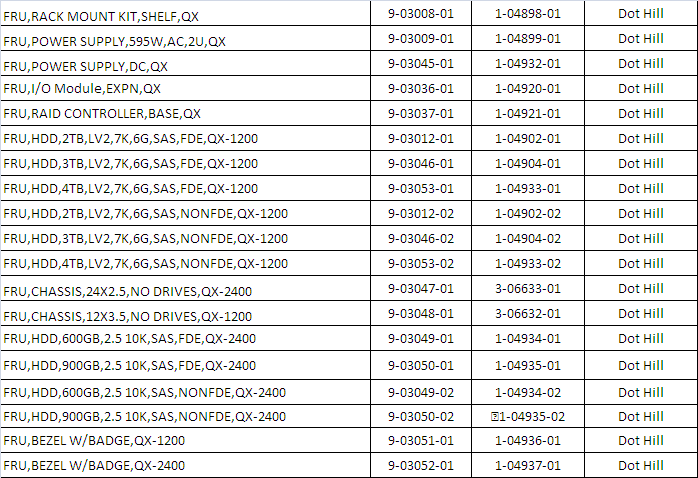 FRU,RACK MOUNT KIT,SHELF,QX 9-03008-01 1-04898-01 Dot Hill
FRU,POWER SUPPLY,595W,AC,2U,QX 9-03009-01 1-04899-01 Dot Hill
FRU,POWER SUPPLY,DC,QX 9-03045-01 1-04932-01 Dot Hill
FRU,I/O Module,EXPN,QX 9-03036-01 1-04920-01 Dot Hill
FRU,RAID CONTROLLER,BASE,QX 9-03037-01 1-04921-01 Dot Hill
FRU,HDD,2TB,LV2,7K,6G,SAS,FDE,QX-1200 9-03012-01 1-04902-01 Dot Hill
FRU,HDD,3TB,LV2,7K,6G,SAS,FDE,QX-1200 9-03046-01 1-04904-01 Dot Hill
FRU,HDD,4TB,LV2,7K,6G,SAS,FDE,QX-1200 9-03053-01 1-04933-01 Dot Hill
FRU,HDD,2TB,LV2,7K,6G,SAS,NONFDE,QX-1200 9-03012-02 1-04902-02 Dot Hill
FRU,HDD,3TB,LV2,7K,6G,SAS,NONFDE,QX-1200 9-03046-02 1-04904-02 Dot Hill
FRU,HDD,4TB,LV2,7K,6G,SAS,NONFDE,QX-1200 9-03053-02 1-04933-02 Dot Hill
FRU,CHASSIS,24X2.5,NO DRIVES,QX-2400 9-03047-01 3-06633-01 Dot Hill
FRU,CHASSIS,12X3.5,NO DRIVES,QX-1200 9-03048-01 3-06632-01 Dot Hill
FRU,HDD,600GB,2.5 10K,SAS,FDE,QX-2400 9-03049-01 1-04934-01 Dot Hill
FRU,HDD,900GB,2.5 10K,SAS,FDE,QX-2400 9-03050-01 1-04935-01 Dot Hill
FRU,HDD,600GB,2.5 10K,SAS,NONFDE,QX-2400 9-03049-02 1-04934-02 Dot Hill
FRU,HDD,900GB,2.5 10K,SAS,NONFDE,QX-2400 9-03050-02 1-04935-02 Dot Hill
FRU,BEZEL W/BADGE,QX-1200 9-03051-01 1-04936-01 Dot Hill
FRU,BEZEL W/BADGE,QX-2400 9-03052-01 1-04937-01 Dot Hill